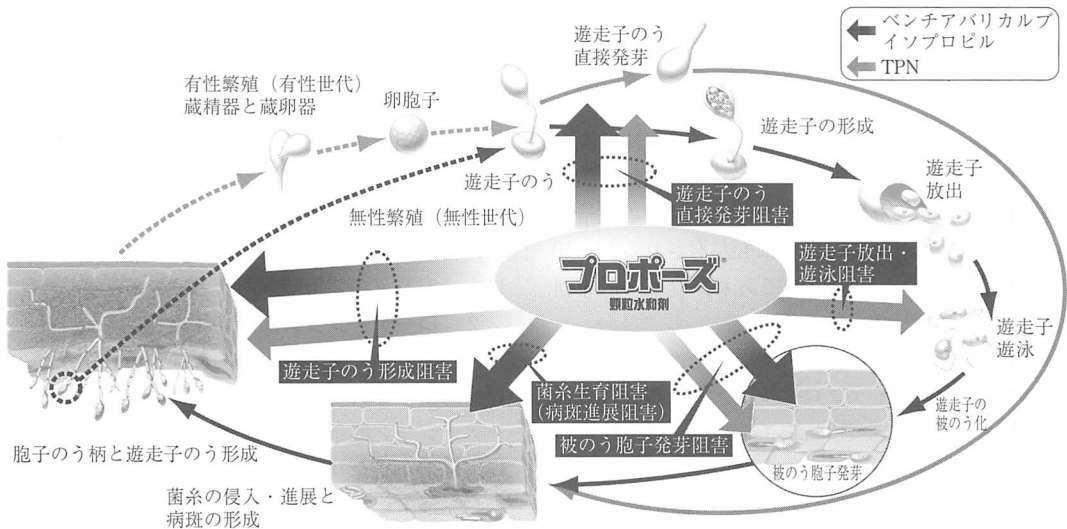 ベンチアバリカルブ
イソプロピル
TPN
遊走子のう
直接発芽
有性繁殖（有性世代）
蔵精器と蔵卵器
卵胞子
遊走子の形成
遊走子のう
遊走子
放出
遊走子のう
直接発芽阻害
無性繁殖（無性世代）
プロポーズ®
顆粒水和剤
遊走子放出・
遊泳阻害
遊走子
遊泳
遊走子のう形成阻害
菌糸生育阻害
(病斑進展阻害)
被のう胞子発芽阻害
遊走子の
被のう化
胞子のう柄と遊走子のう形成
被のう胞子発芽
菌糸の侵入・進展と
病斑の形成